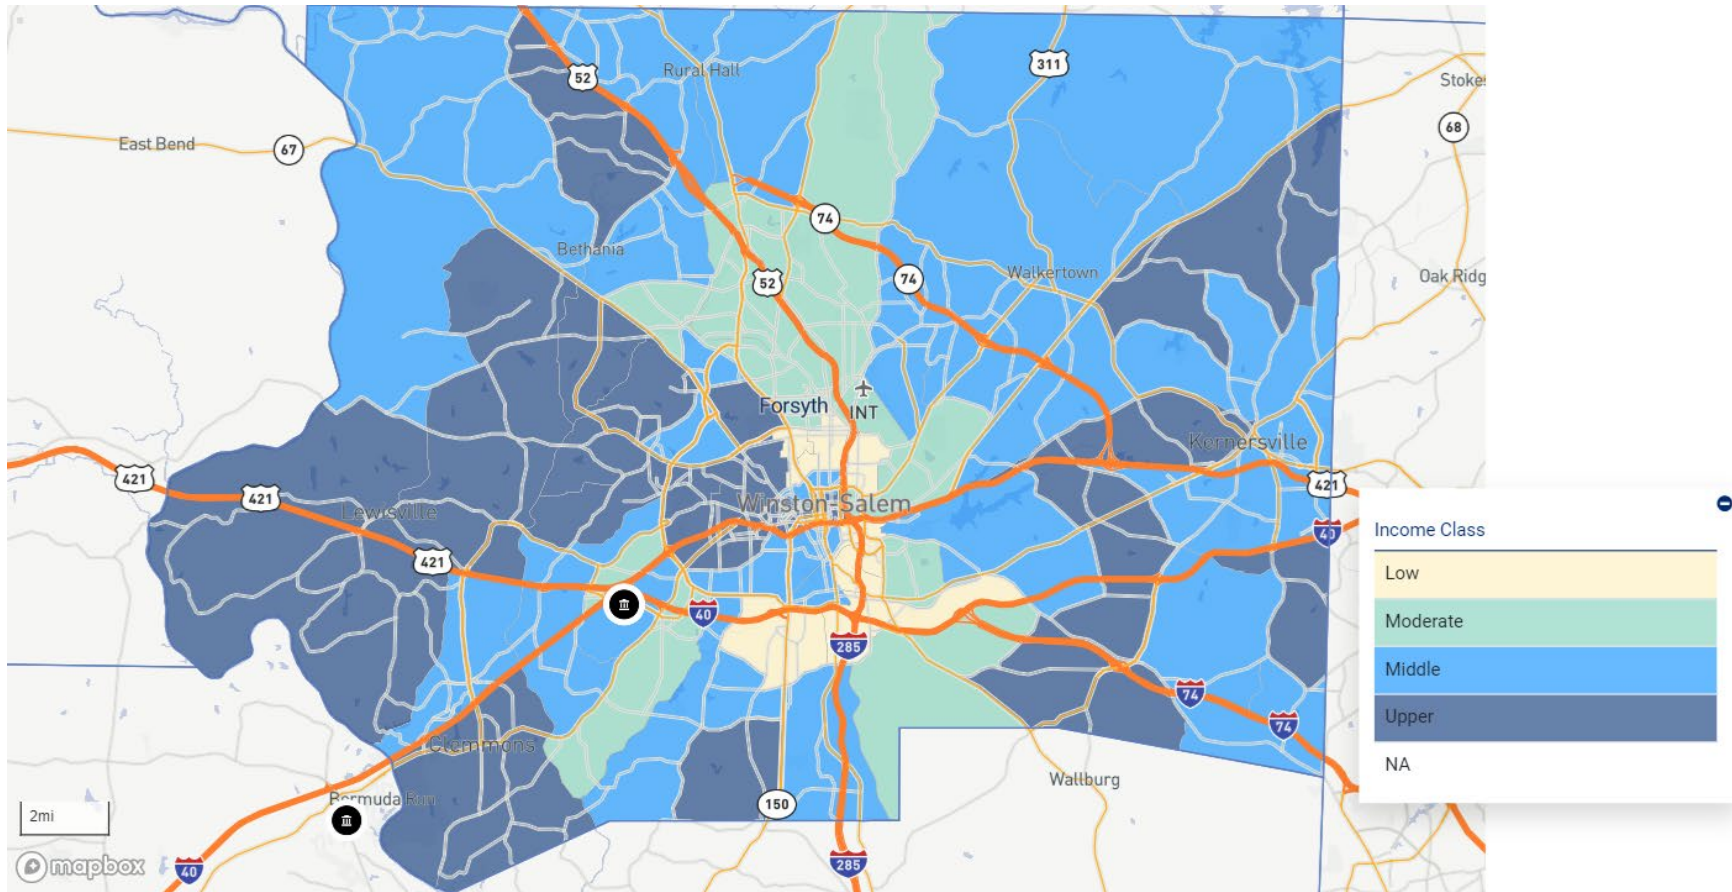 52
Rural Hall
311
Stokes
68
East Bend
67
74
Bethania
52
74
Walkertown
Oak Ridg
Forsyth
INT
Kernersville
421
421
421
Winston-Salem
Lewisville
40
421
40
285
74
74
Clemmons
Wallburg
Bermuda Run
150
2mi
mapbox
40
285
Income Class
Low
Moderate
Middle
Upper
NA